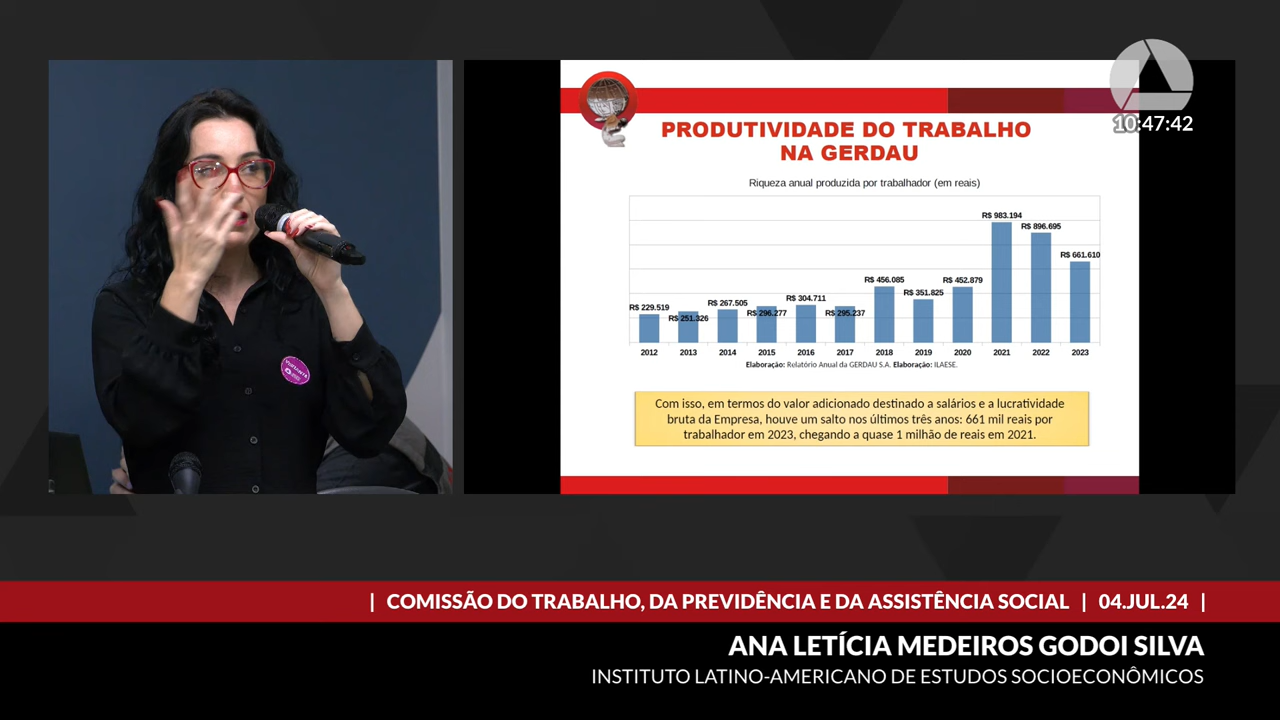 10:47:42
PRODUTIVIDADE DO TRABALHO
NA GERDAU
Riqueza anual produzida por trabalhador (em reais)
R$ 229.519
R$ 251.326
R$ 267.505
R$ 296.277
R$ 304.711
R$ 295.237
R$ 456.085
R$ 351.825
R$ 452.879
R$ 983.194
R$ 896.695
R$ 661.610
2012 2013 2014 2015 2016 2017 2018 2019 2020 2021 2022 2023
Elaboração: Relatório Anual da GERDAU S.A. Elaboração: ILAESE.
Com isso, em termos do valor adicionado destinado a salários e a lucratividade
bruta da Empresa, houve um salto nos últimos três anos: 661 mil reais por
trabalhador em 2023, chegando a quase 1 milhão de reais em 2021.
| COMISSÃO DO TRABALHO, DA PREVIDÊNCIA E DA ASSISTÊNCIA SOCIAL | 04.JUL.24 |
ANA LETÍCIA MEDEIROS GODOI SILVA
INSTITUTO LATINO-AMERICANO DE ESTUDOS SOCIOECONÔMICOS